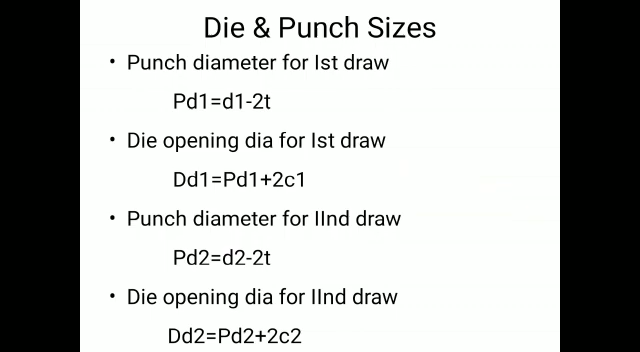 Die & Punch Sizes
• Punch diameter for Ist draw
Pd1=d1-2t
• Die opening dia for Ist draw
Dd1=Pd1+2c1
• Punch diameter for IInd draw
Pd2=d2-2t
• Die opening dia for IInd draw
Dd2=Pd2+2c2